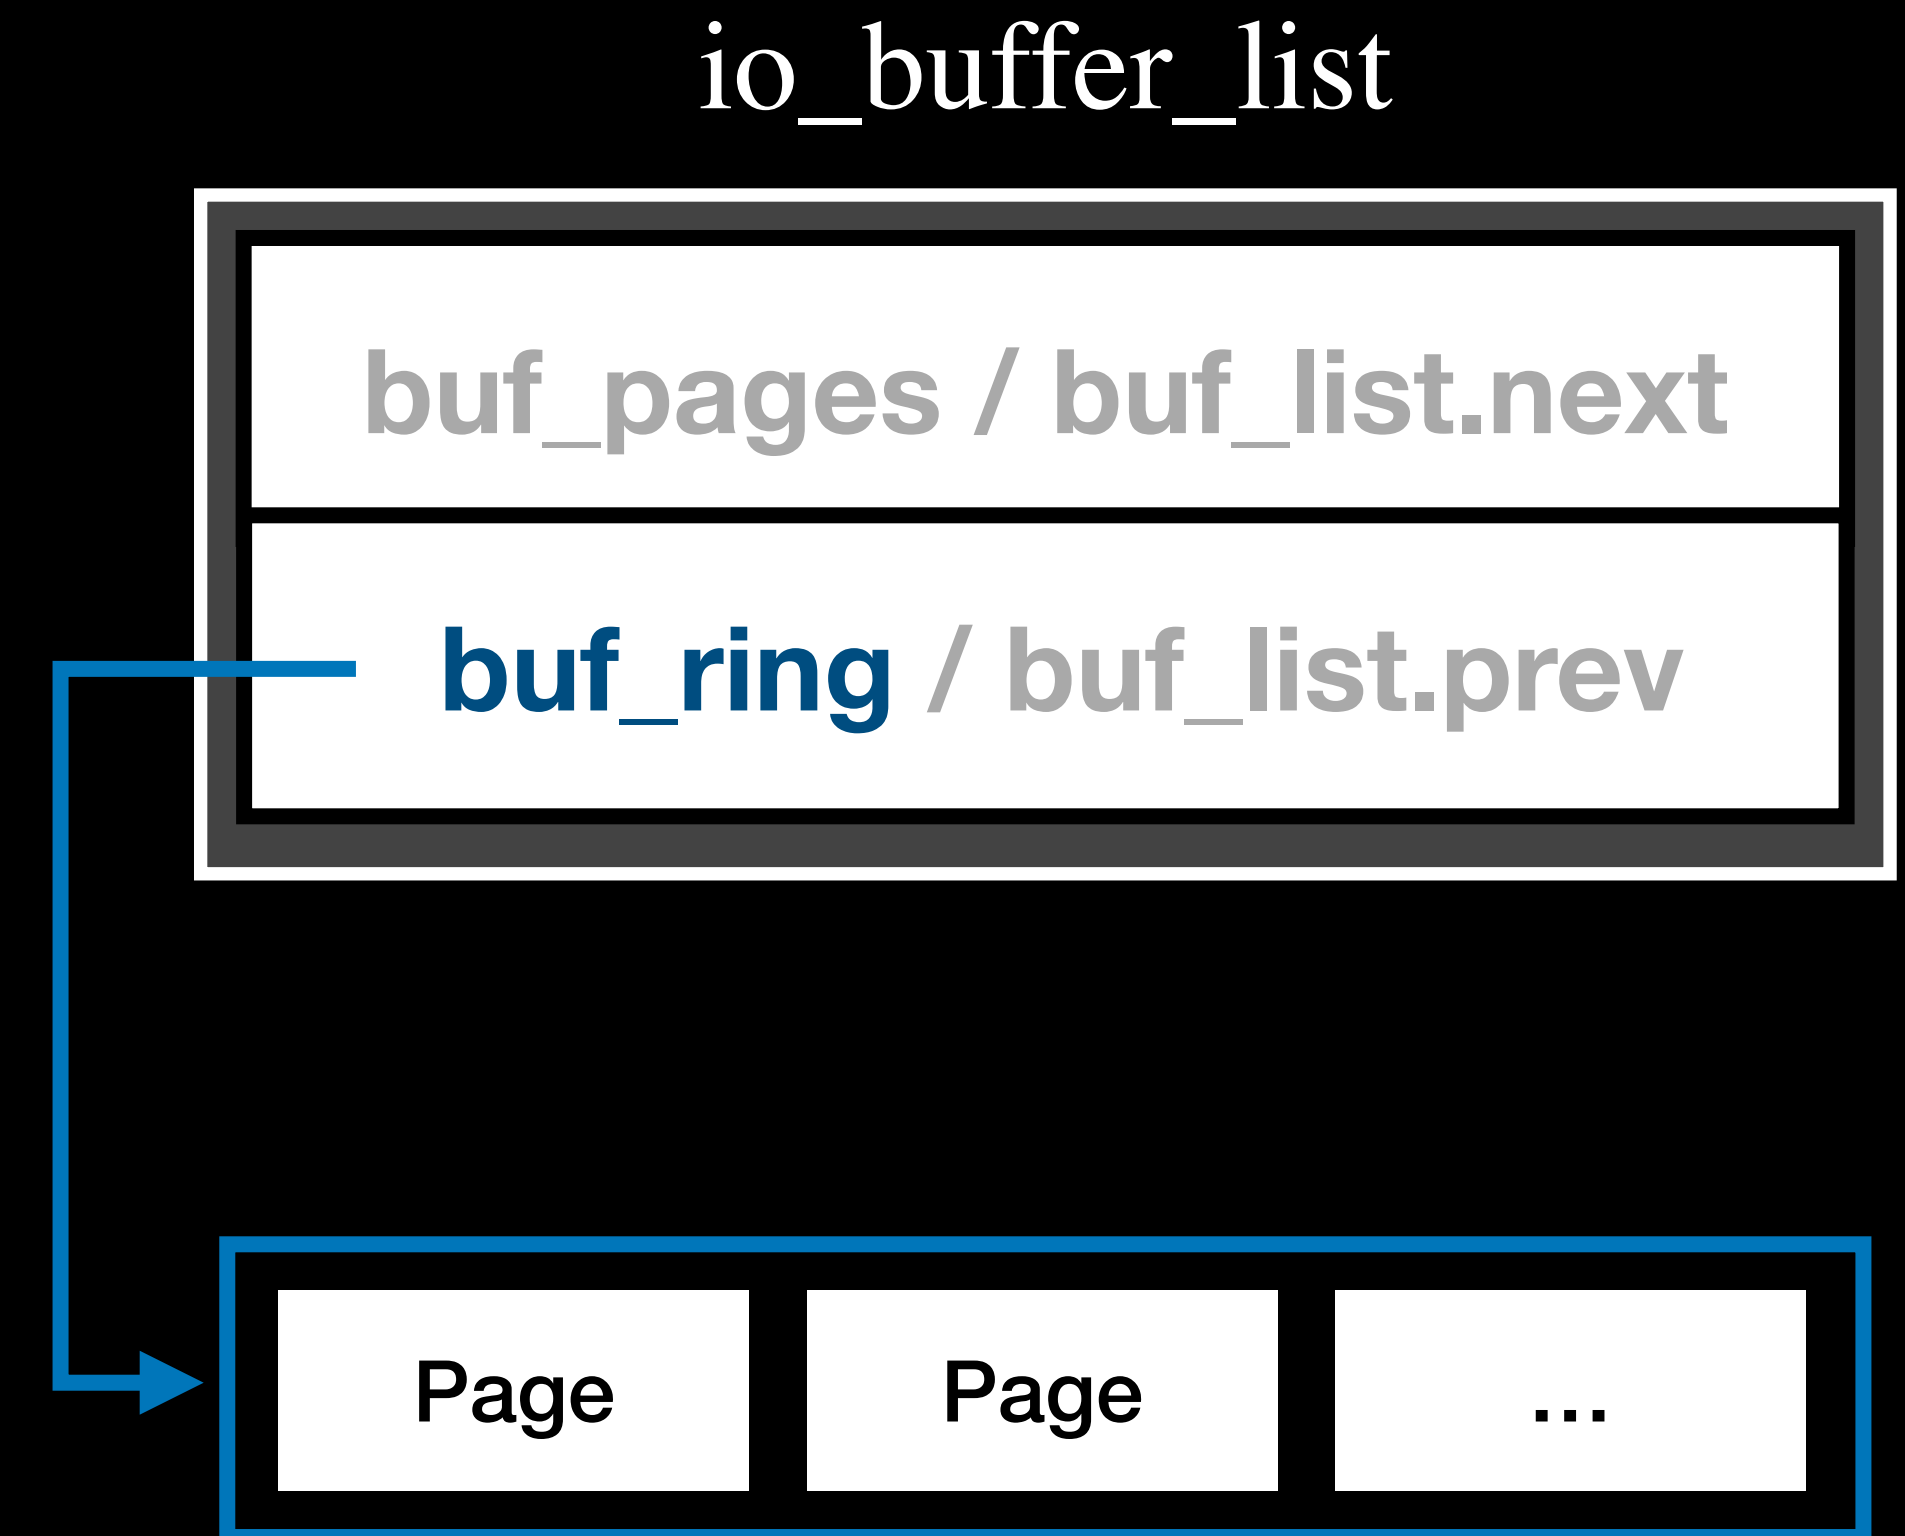 io_buffer_list
buf_pages / buf_list.next
buf_ring / buf_list.prev
Page
Page
...